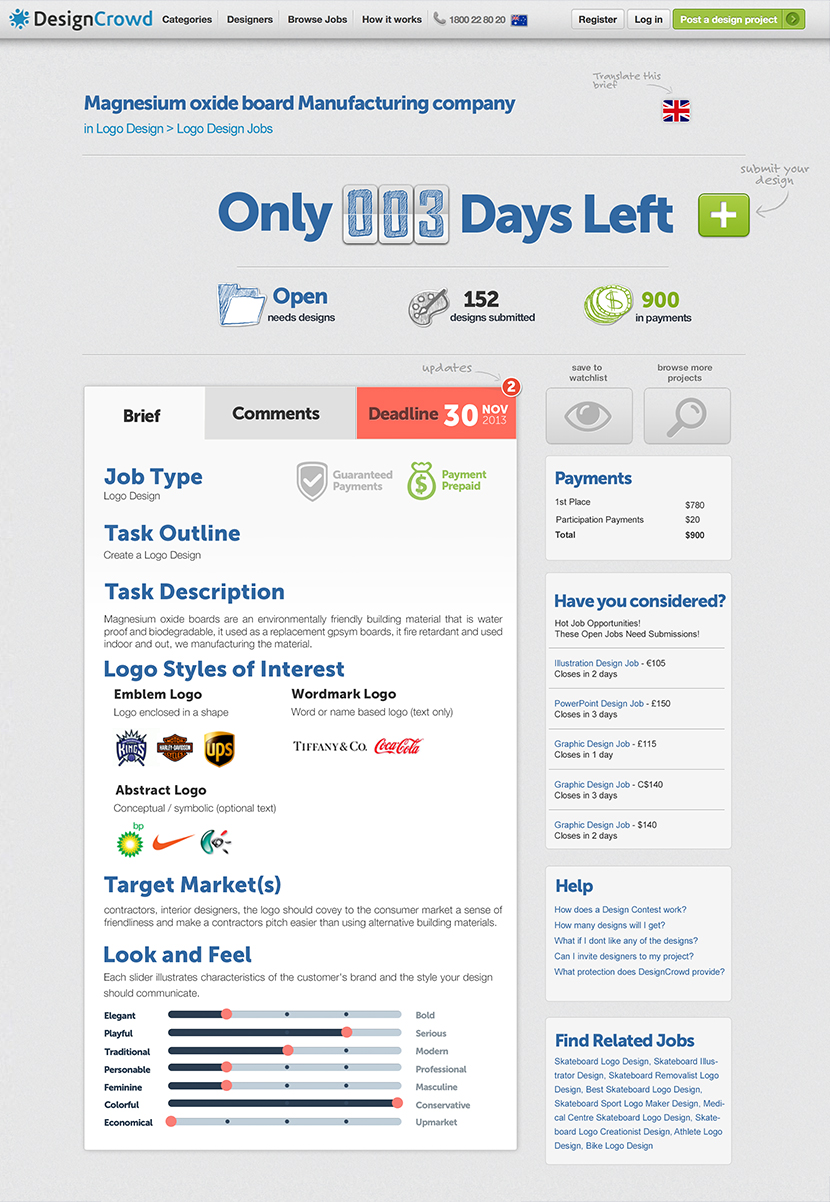 DesignCrowd Categories Designers Browse Jobs How it works 1800 22 80 20 Register Log in Post a design project
Translate this
brief
Magnesium oxide board Manufacturing company
in Logo Design > Logo Design Jobs
submit your
design
Only 003 Days Left
Open
needs designs
152
designs submitted
900
in payments
updates
2
Brief
Comments
Deadline 30 NOV
2013
save to
watchlist
browse more
projects
Job Type
Logo Design
Guaranteed
Payments
Payment
Prepaid
Task Outline
Create a Logo Design
Task Description
Magnesium oxide boards are an environmentally friendly building material that is water
proof and biodegradable, it used as a replacement gpsym boards, it fire retardant and used
indoor and out, we manufacturing the material.
Logo Styles of Interest
Emblem Logo
Logo enclosed in a shape
KINGS
HARLEY-DAVIDSON
ups
Wordmark Logo
Word or name based logo (text only)
TIFFANY & CO.
Coca-Cola
Abstract Logo
Conceptual / symbolic (optional text)
bp
Target Market(s)
contractors, interior designers, the logo should covey to the consumer market a sense of
friendliness and make a contractors pitch easier than using alternative building materials.
Look and Feel
Each slider illustrates characteristics of the customer's brand and the style your design
should communicate.
Elegant Bold
Playful Serious
Traditional Modern
Personable Professional
Feminine Masculine
Colorful Conservative
Economical Upmarket
Payments
1st Place $780
Participation Payments $20
Total $900
Have you considered?
Hot Job Opportunities!
These Open Jobs Need Submissions!
Illustration Design Job - €105
Closes in 2 days
PowerPoint Design Job - £150
Closes in 3 days
Graphic Design Job - £115
Closes in 1 day
Graphic Design Job - C$140
Closes in 3 days
Graphic Design Job - $140
Closes in 2 days
Help
How does a Design Contest work?
How many designs will I get?
What if I dont like any of the designs?
Can I invite designers to my project?
What protection does DesignCrowd provide?
Find Related Jobs
Skateboard Logo Design, Skateboard Illus-
trator Design, Skateboard Removalist Logo
Design, Best Skateboard Logo Design,
Skateboard Sport Logo Maker Design, Medi-
cal Centre Skateboard Logo Design, Skate-
board Logo Creationist Design, Athlete Logo
Design, Bike Logo Design